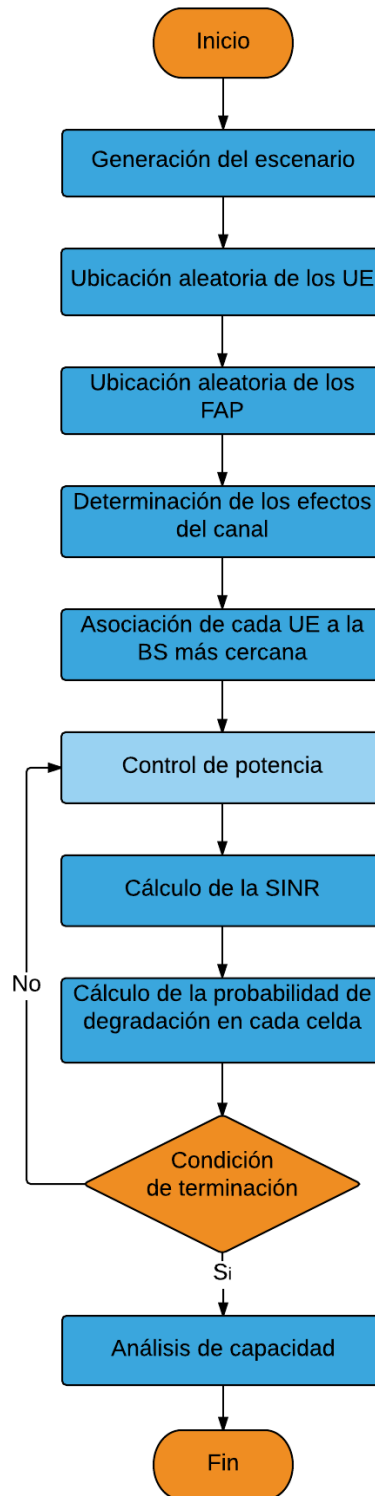 Inicio
Generación del escenario
Ubicación aleatoria de los UE
Ubicación aleatoria de los
FAP
Determinación de los efectos
del canal
Asociación de cada UE a la
BS más cercana
Control de potencia
Cálculo de la SINR
No
Cálculo de la probabilidad de
degradación en cada celda
Condición
de terminación
Si
Análisis de capacidad
Fin